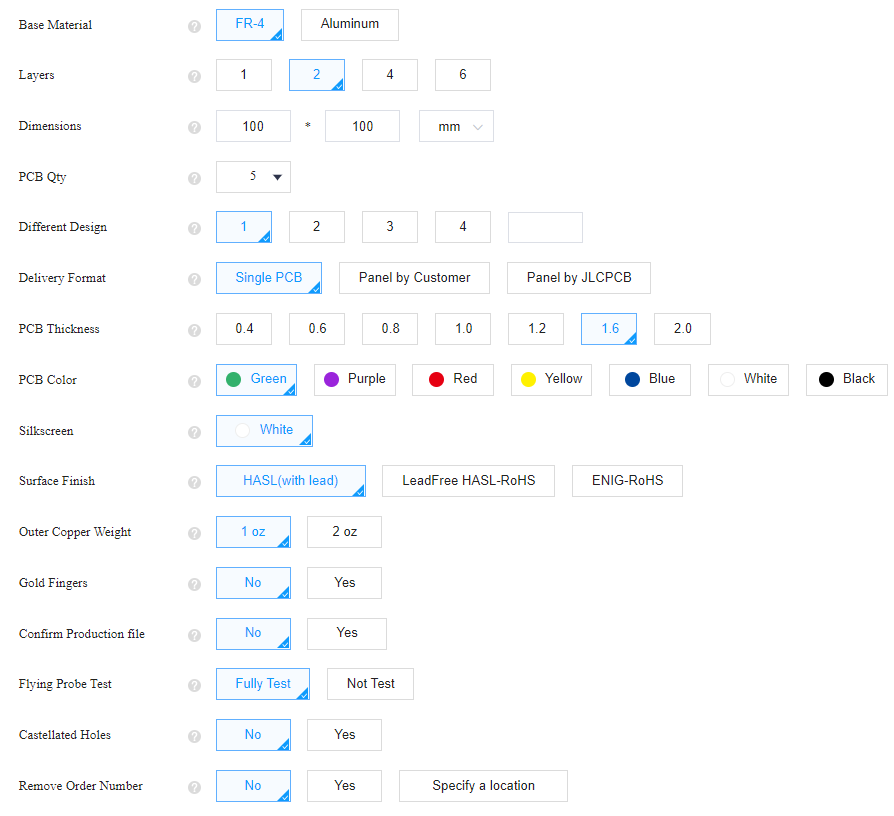 Base Material ? FR-4 Aluminum
Layers ? 1 2 4 6
Dimensions ? 100 * 100 mm
PCB Qty ? 5
Different Design ? 1 2 3 4
Delivery Format ? Single PCB Panel by Customer Panel by JLCPCB
PCB Thickness ? 0.4 0.6 0.8 1.0 1.2 1.6 2.0
PCB Color ? Green Purple Red Yellow Blue White Black
Silkscreen ? White
Surface Finish ? HASL(with lead) LeadFree HASL-RoHS ENIG-RoHS
Outer Copper Weight ? 1 oz 2 oz
Gold Fingers ? No Yes
Confirm Production file ? No Yes
Flying Probe Test ? Fully Test Not Test
Castellated Holes ? No Yes
Remove Order Number ? No Yes Specify a location